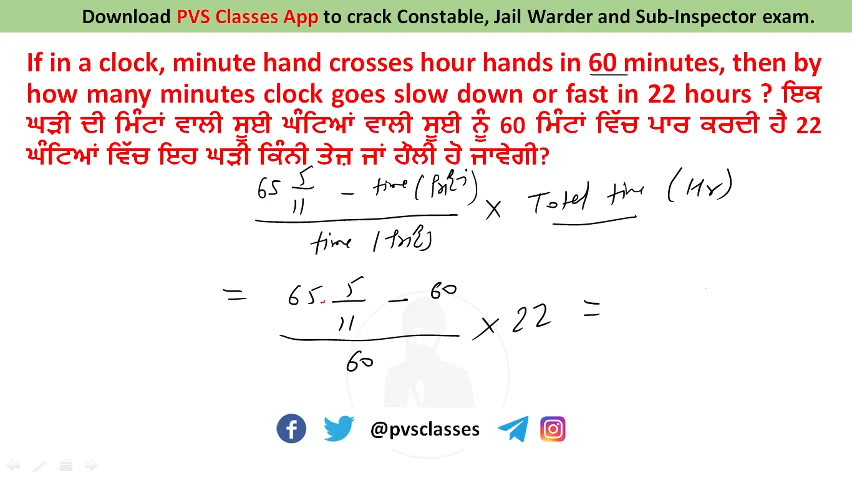 Download PVS Classes App to crack Constable, Jail Warder and Sub-Inspector exam.
If in a clock, minute hand crosses hour hands in 60 minutes, then by
how many minutes clock goes slow down or fast in 22 hours ? ਇਕ
ਘੜੀ ਦੀ ਮਿੰਟਾਂ ਵਾਲੀ ਸੂਈ ਘੰਟਿਆਂ ਵਾਲੀ ਸੂਈ ਨੂੰ 60 ਮਿੰਟਾਂ ਵਿੱਚ ਪਾਰ ਕਰਦੀ ਹੈ 22
ਘੰਟਿਆਂ ਵਿੱਚ ਇਹ ਘੜੀ ਕਿੰਨੀ ਤੇਜ਼ ਜਾਂ ਹੌਲੀ ਹੋ ਜਾਵੇਗੀ?
65 5/11 - time (
time (
× Total time (Hr)
= 65 5/11 - 60
60
× 22 =
@pvsclasses